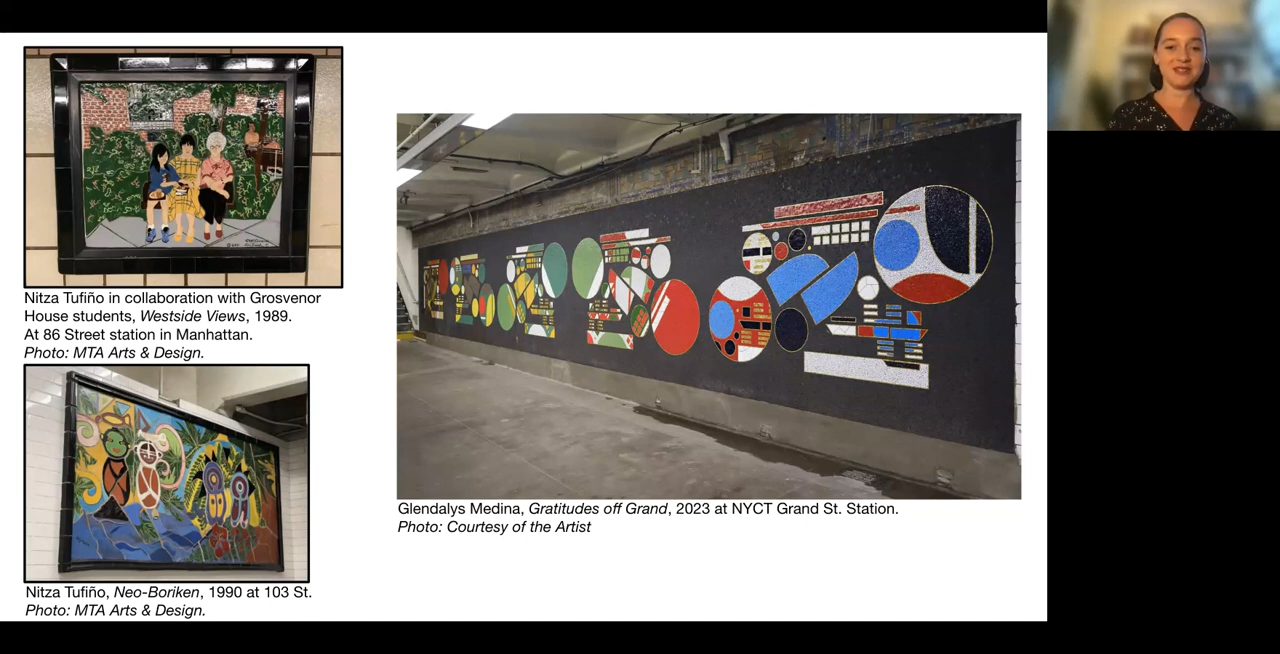 Nitza Tufiño in collaboration with Grosvenor
House students, Westside Views, 1989.
At 86 Street station in Manhattan.
Photo: MTA Arts & Design.
Nitza Tufiño, Neo-Boriken, 1990 at 103 St.
Photo: MTA Arts & Design.
Glendalys Medina, Gratitudes off Grand, 2023 at NYCT Grand St. Station.
Photo: Courtesy of the Artist